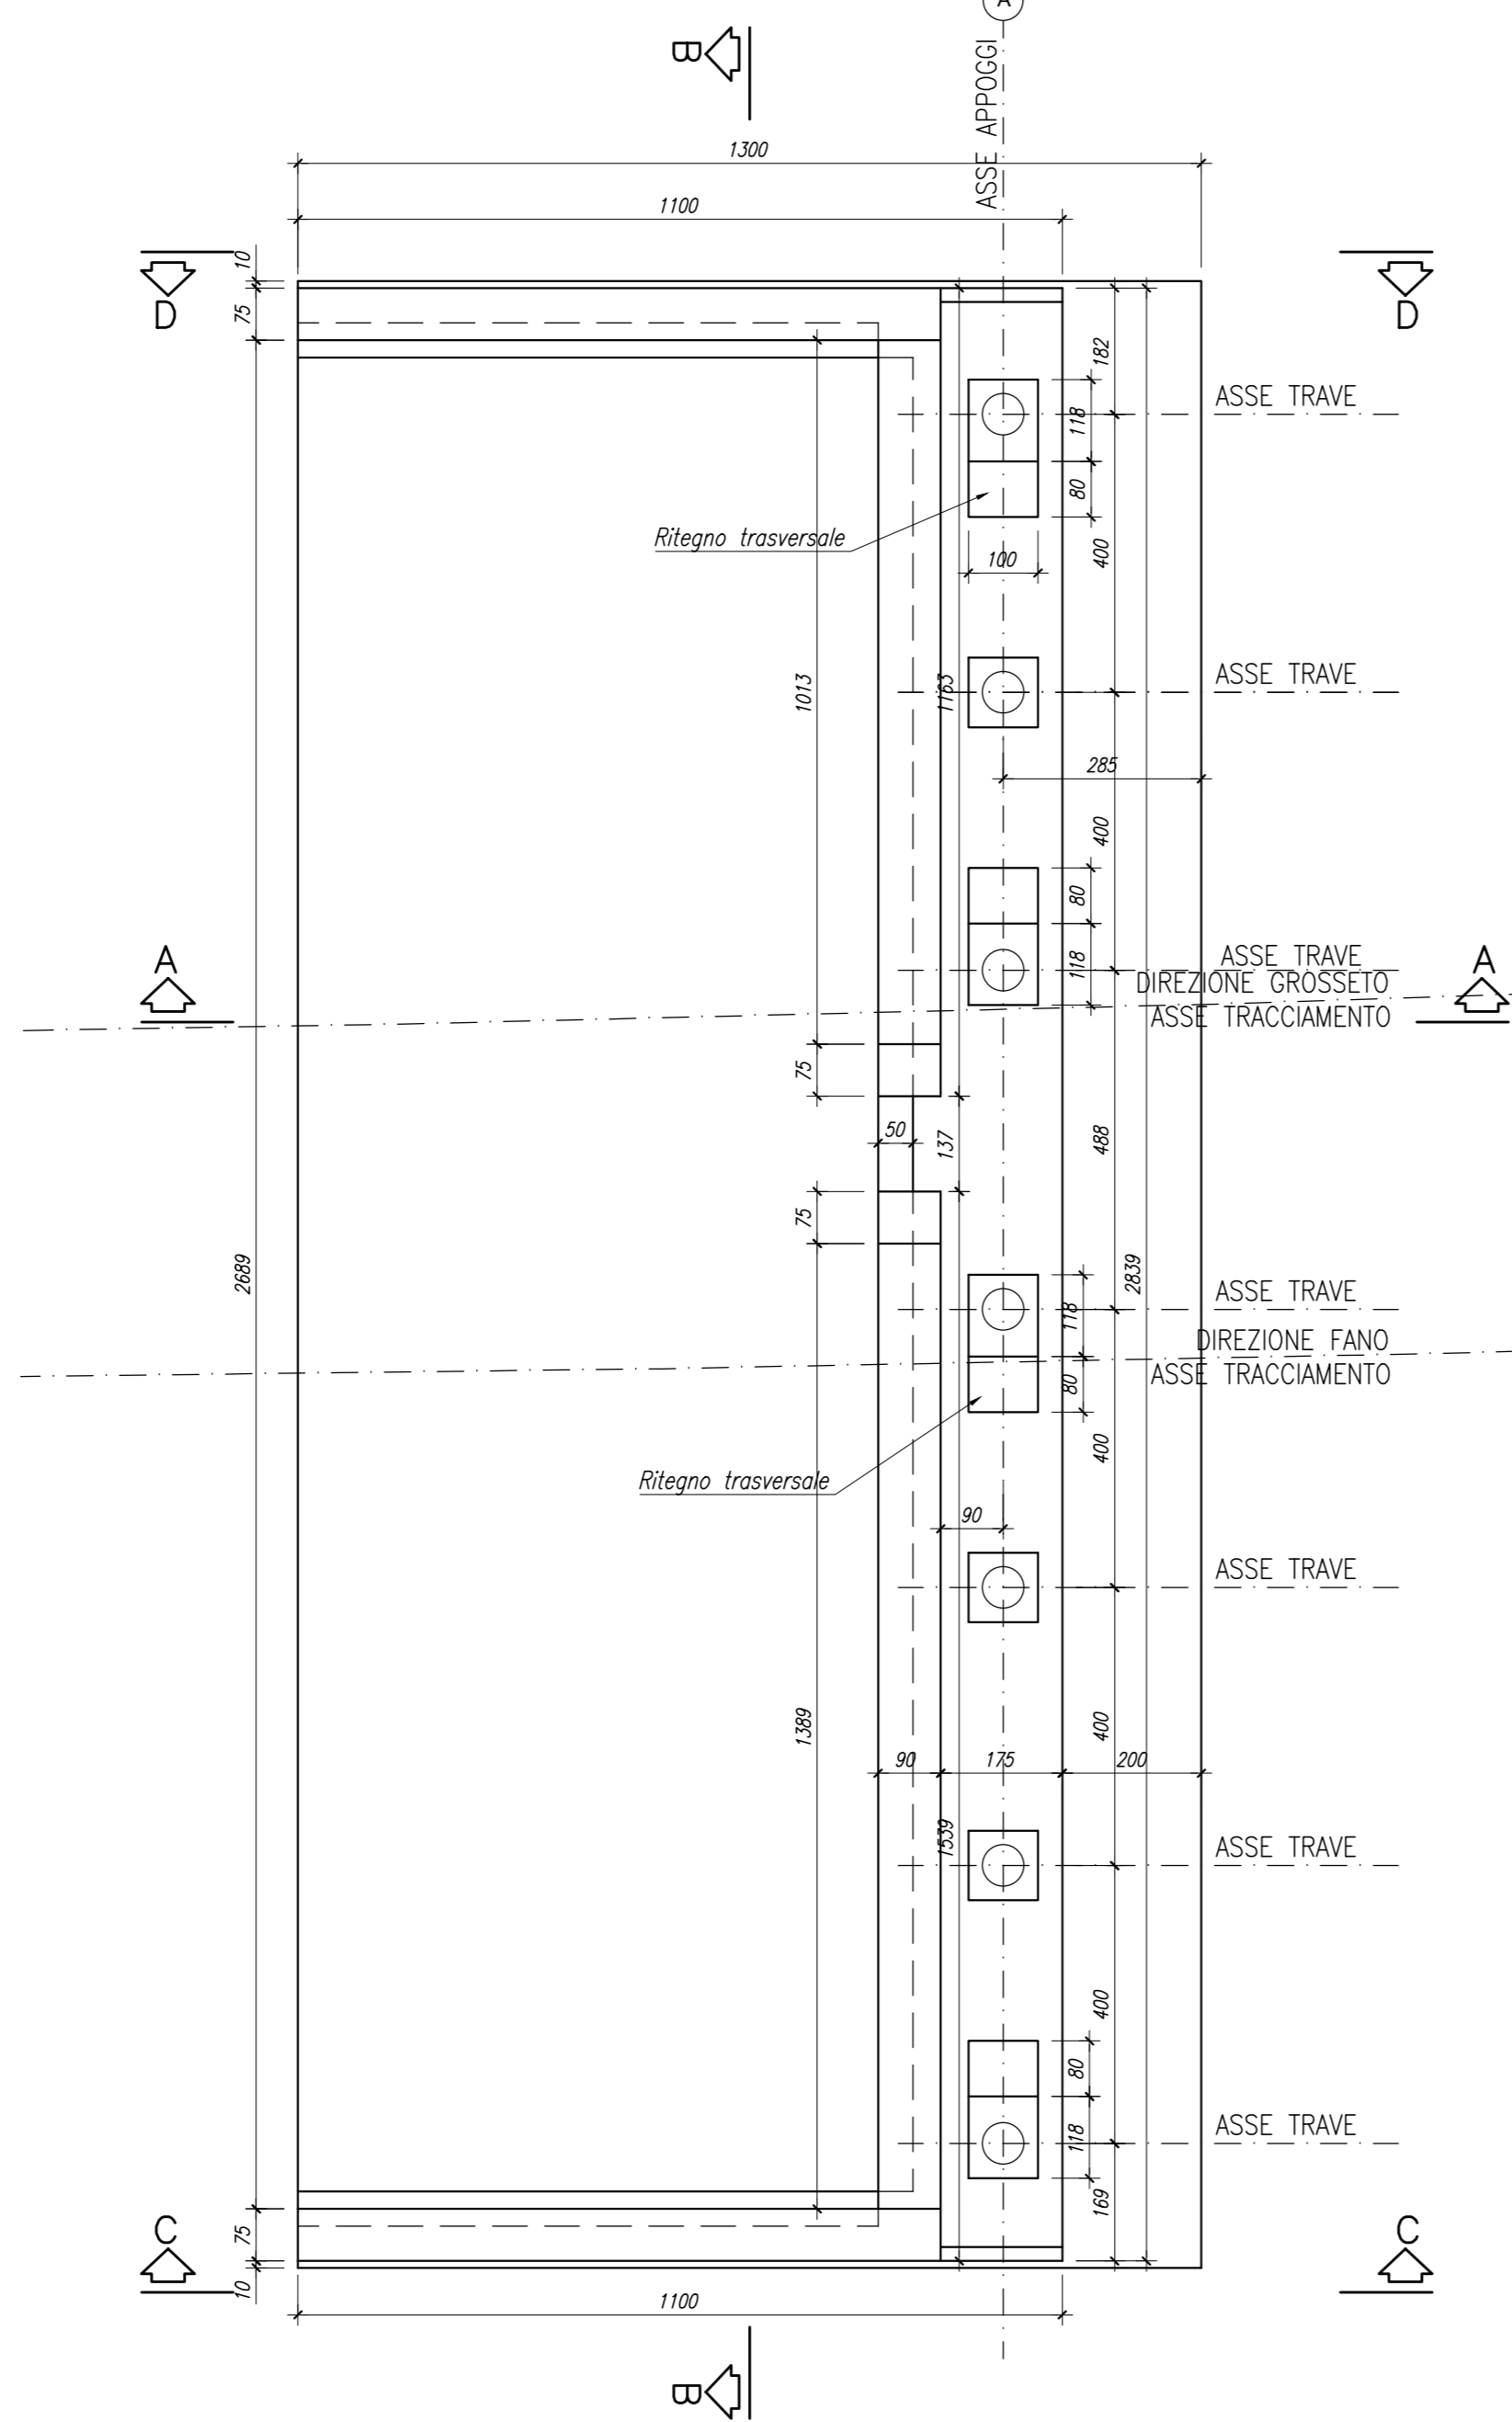 A
ASSE APPOGGI
B
1300
1100
10
D
D
75
182
ASSE TRAVE
118
80
Ritegno trasversale
400
100
ASSE TRAVE
1013
1163
285
400
80
A
ASSE TRAVE
A
118
DIREZIONE GROSSETO
ASSE TRACCIAMENTO
75
50
137
488
75
2689
2839
ASSE TRAVE
118
DIREZIONE FANO
ASSE TRACCIAMENTO
80
400
Ritegno trasversale
90
ASSE TRAVE
1389
400
90
175
200
1539
ASSE TRAVE
400
80
ASSE TRAVE
118
169
C
75
C
10
1100
B